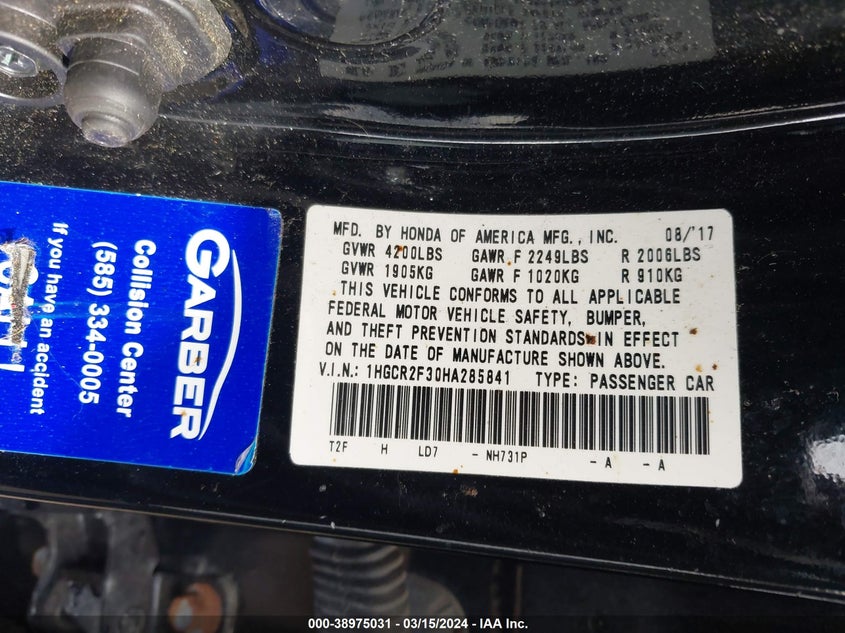 MFD. BY HONDA OF AMERICA MFG., INC. 08/'17
GVWR 4200LBS GAWR F 2249LBS R 2006LBS
GVWR 1905KG GAWR F 1020KG R 910KG
THIS VEHICLE CONFORMS TO ALL APPLICABLE
FEDERAL MOTOR VEHICLE SAFETY, BUMPER,
AND THEFT PREVENTION STANDARDS IN EFFECT
ON THE DATE OF MANUFACTURE SHOWN ABOVE.
V.I.N.: 1HGCR2F30HA285841 TYPE: PASSENGER CAR
T2F H LD7 - NH731P - A - A
GARBER
Collision Center
(585) 334-0005
If you have an accident
000-38975031 - 03/15/2024 - IAA Inc.